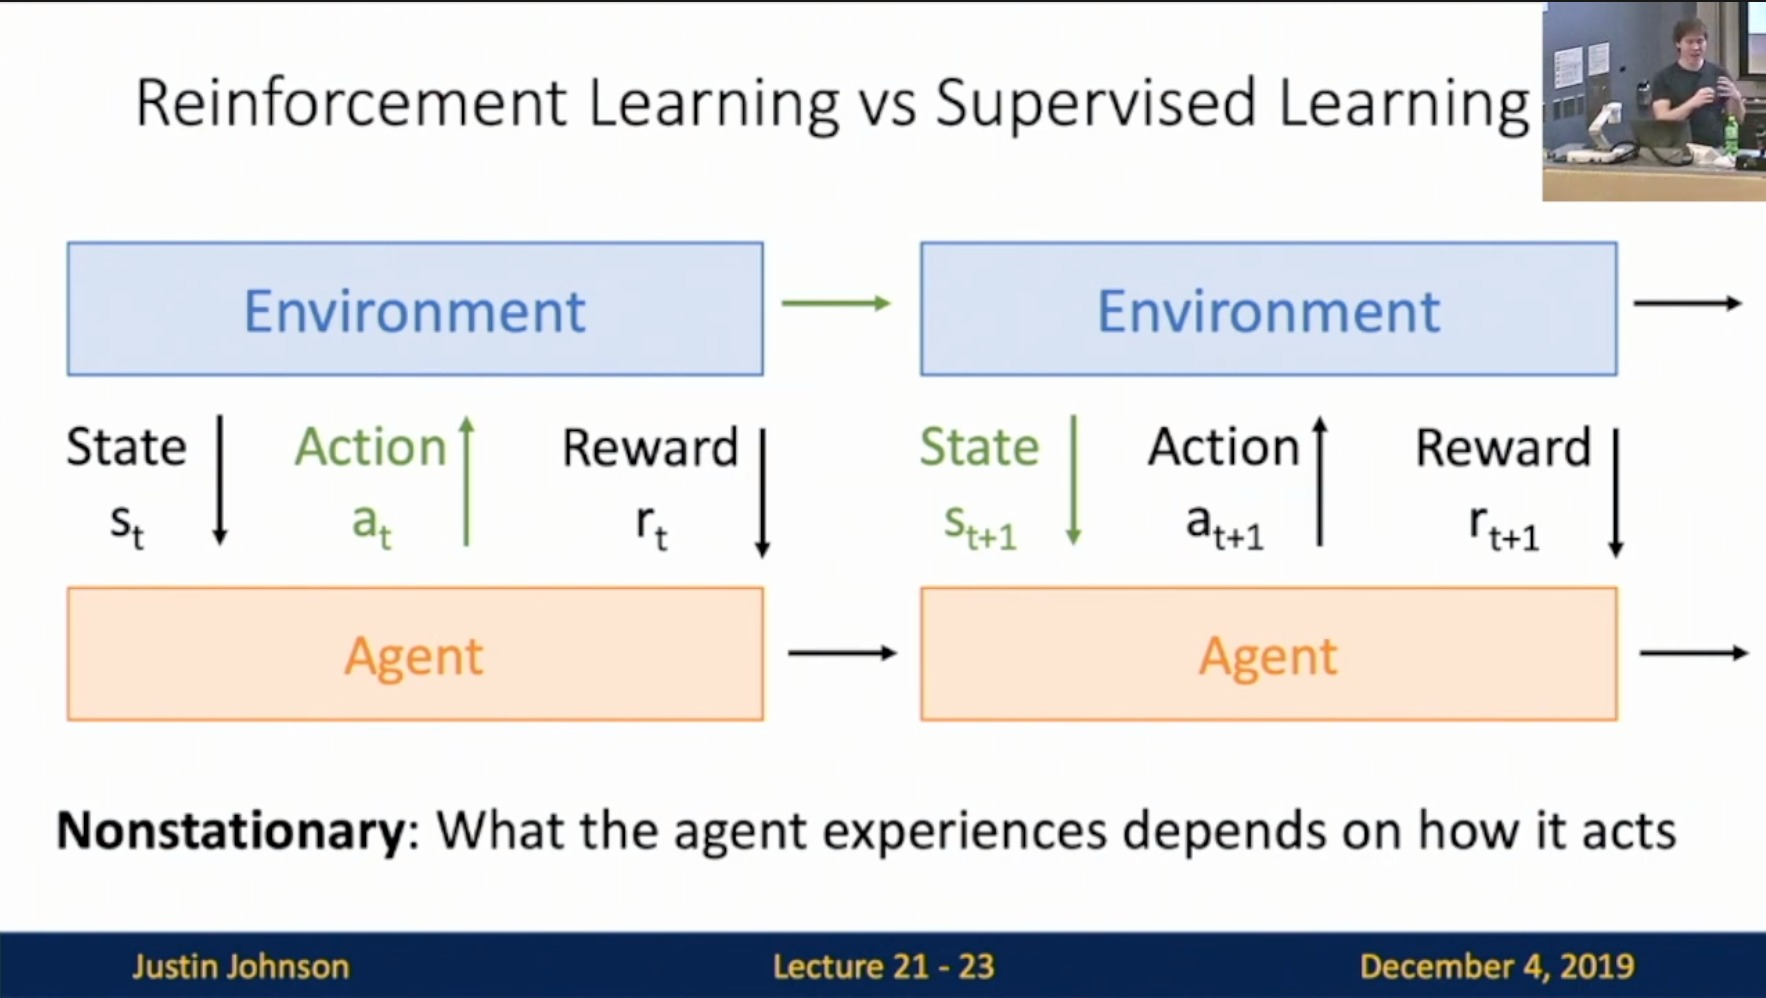 Reinforcement Learning vs Supervised Learning
Environment
Environment
State
Action
Reward
State
Action
Reward
s_t
a_t
r_t
s_{t+1}
a_{t+1}
r_{t+1}
Agent
Agent
Nonstationary: What the agent experiences depends on how it acts
Justin Johnson
Lecture 21 - 23
December 4, 2019